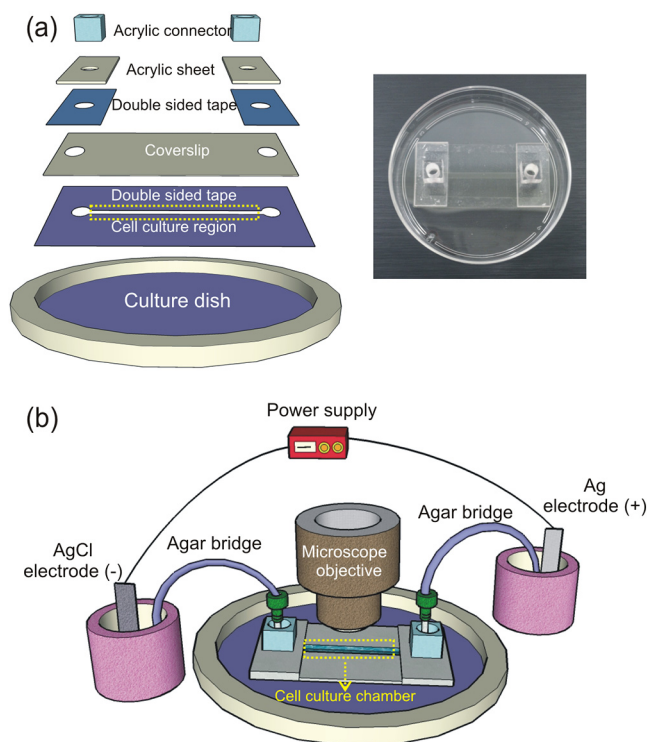 (a)
Acrylic connector
Acrylic sheet
Double sided tape
Coverslip
Double sided tape
Cell culture region
Culture dish
(b)
Power supply
Ag
electrode (+)
Agar bridge
Agar bridge
AgCl
electrode (-)
Microscope
objective
Cell culture chamber